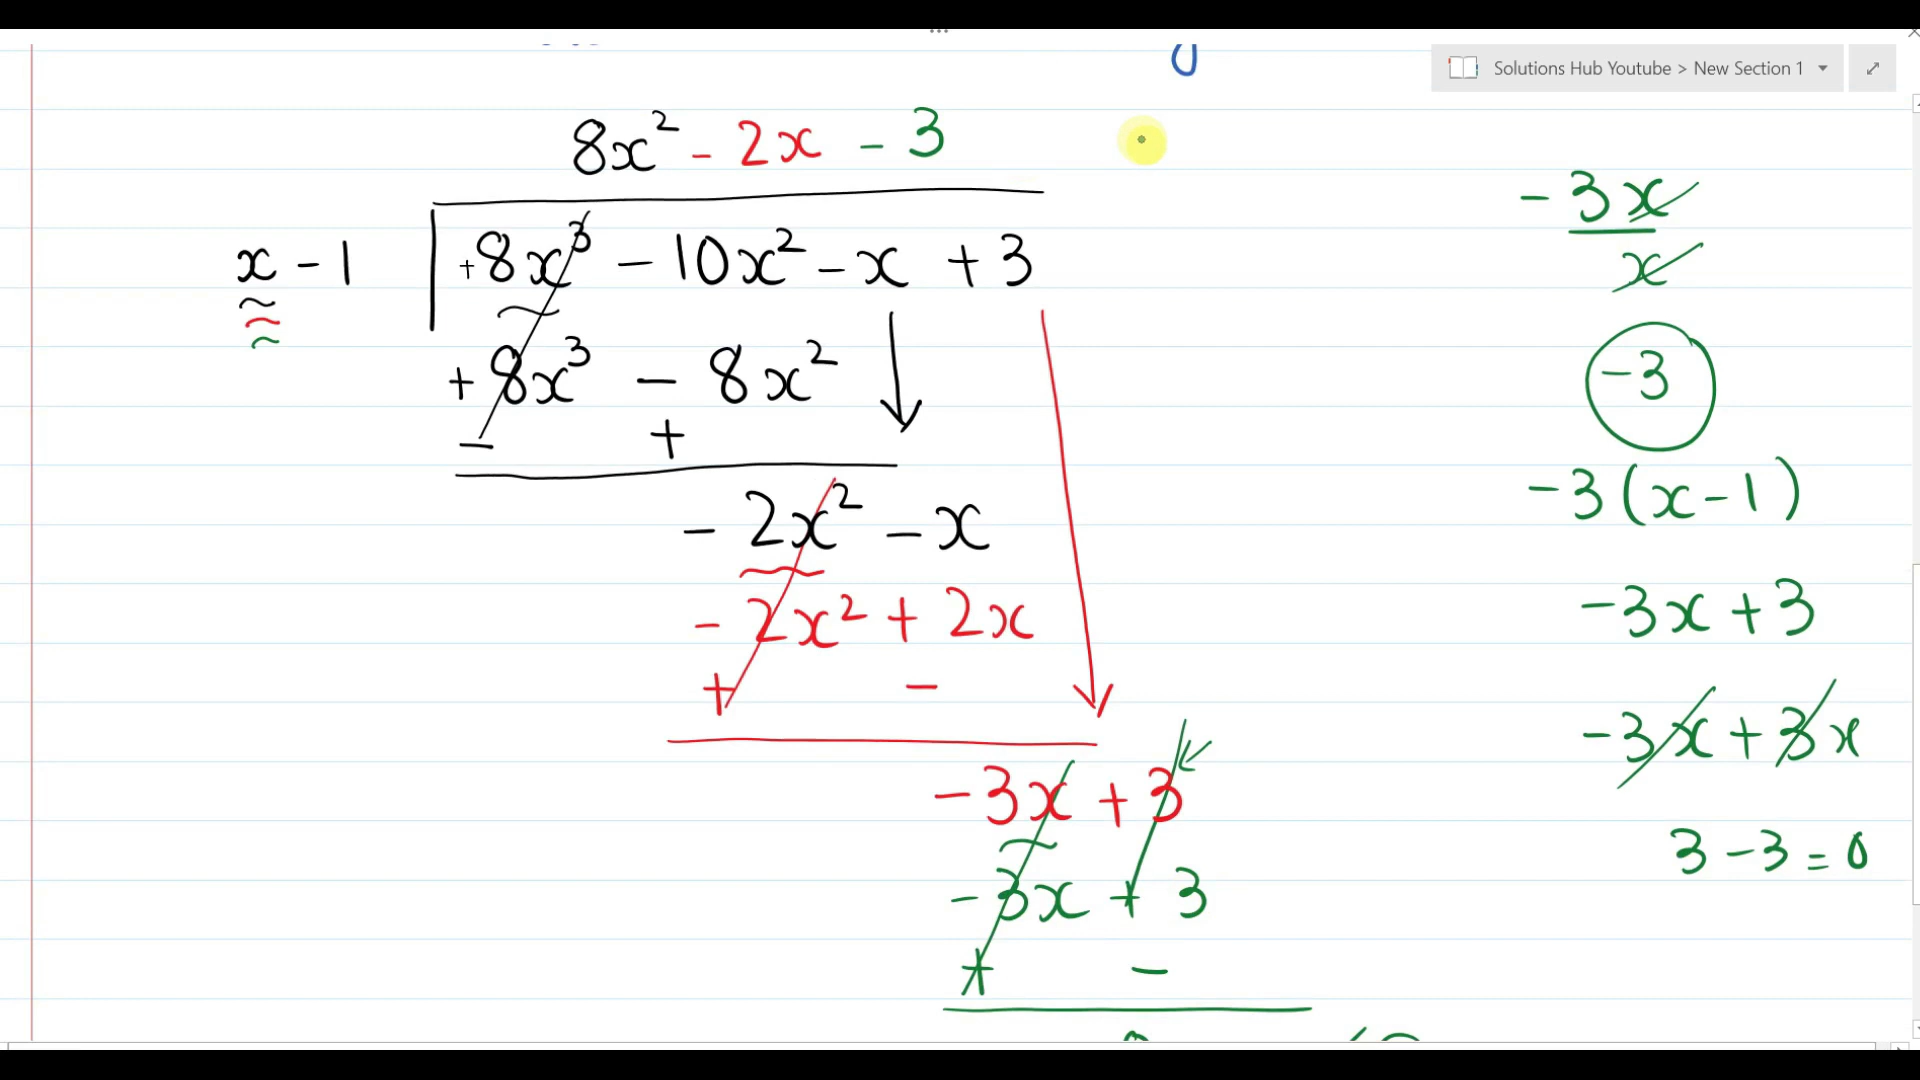 Solutions Hub Youtube > New Section 1
8x² - 2x - 3
x - 1
+8x³ - 10x² - x + 3
+8x³ - 8x²
- +
- 2x² - x
- 2x² + 2x
+ -
- 3x + 3
- 3x + 3
+ -
- 3x
x
-3
-3(x-1)
-3x + 3
-3x + 3x
3 - 3 = 0